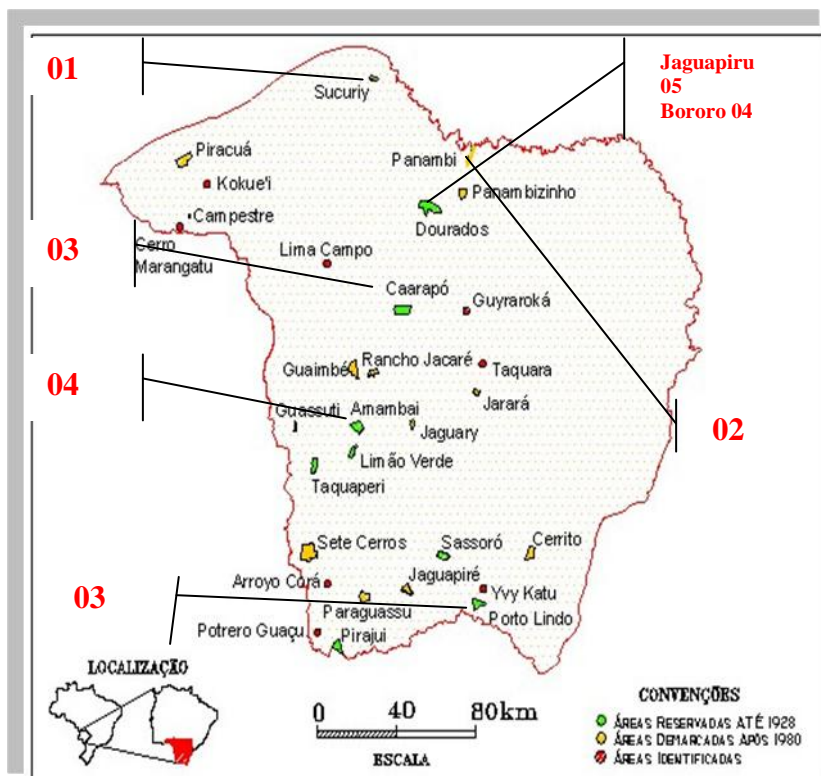 01
Jaguapiru
05
Bororo 04
Sucuriy
Piracuá
Panambi
Kokue'i
Panambizinho
Campestre
Dourados
03
Cerro
Marangatu
Lima Campo
Caarapó
Guyraroká
Guaimbé
Rancho Jacaré
Taquara
04
Jarará
Guassuti
Amambai
Jaguary
02
Limão Verde
Taquaperi
Sete Cerros
Sassoró
Cerrito
Arroyo Corá
Jaguapiré
Yvy Katu
03
Paraguassu
Porto Lindo
Potrero Guaçu
Pirajui
LOCALIZAÇÃO
0 40 80km
ESCALA
CONVENÇÕES
ÁREAS RESERVADAS ATÉ 1928
ÁREAS DEMARCADAS APÓS 1980
ÁREAS IDENTIFICADAS